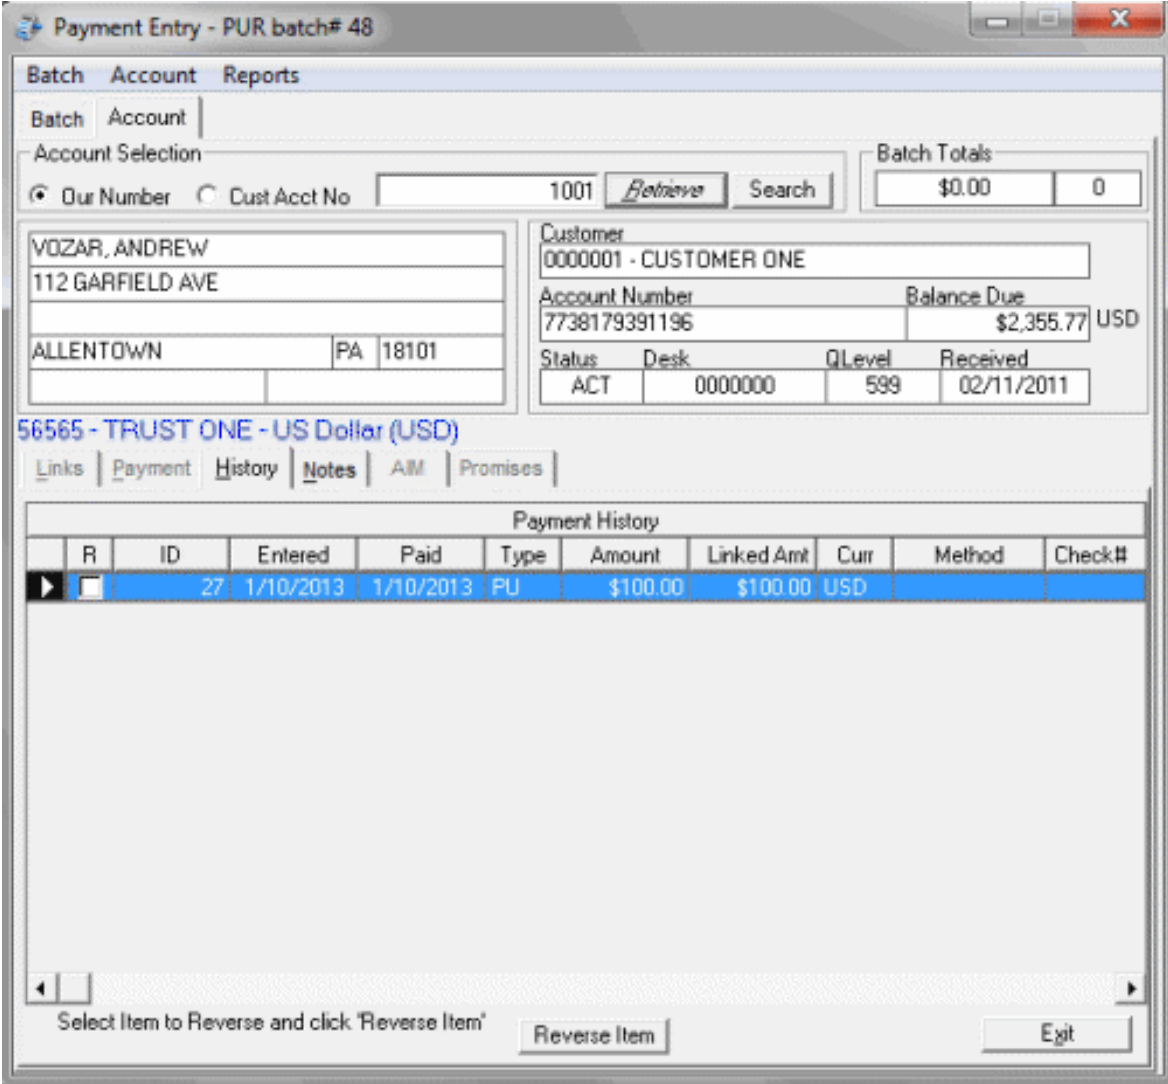 Payment Entry - PUR batch# 48
Batch Account Reports
Batch Account
Account Selection Batch Totals
Our Number Cust Acct No 1001 Retrieve Search $0.00 0
VOZAR, ANDREW
112 GARFIELD AVE
ALLENTOWN PA 18101
Customer
0000001 - CUSTOMER ONE
Account Number Balance Due
7738179391196 $2,355.77 USD
Status Desk QLevel Received
ACT 0000000 599 02/11/2011
56565 - TRUST ONE - US Dollar (USD)
Links Payment History Notes AIM Promises
Payment History
R ID Entered Paid Type Amount Linked Amt Curr Method Check#
27 1/10/2013 1/10/2013 PU $100.00 $100.00 USD
Select Item to Reverse and click 'Reverse Item' Reverse Item Exit